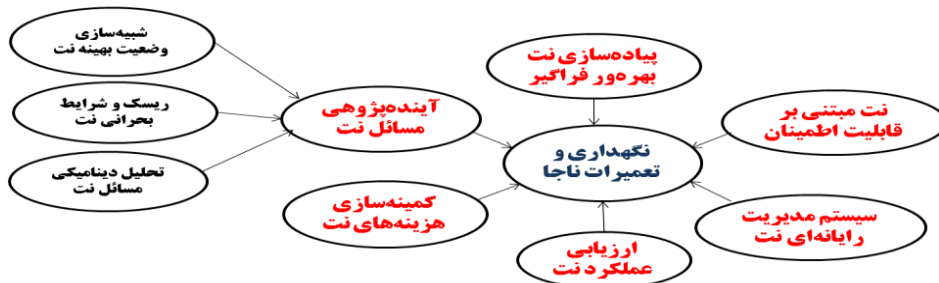 شبیه‌سازی
وضعیت بهینه نت
ریسک و شرایط
بحرانی نت
تحلیل دینامیکی
مسائل نت
آینده‌پژوهی
مسائل نت
پیاده‌سازی نت
بهره‌ور فراگیر
نت مبتنی بر
قابلیت اطمینان
نگهداری و
تعمیرات ناجا
کمینه‌سازی
هزینه‌های نت
ارزیابی
عملکرد نت
سیستم مدیریت
رایانه‌ای نت